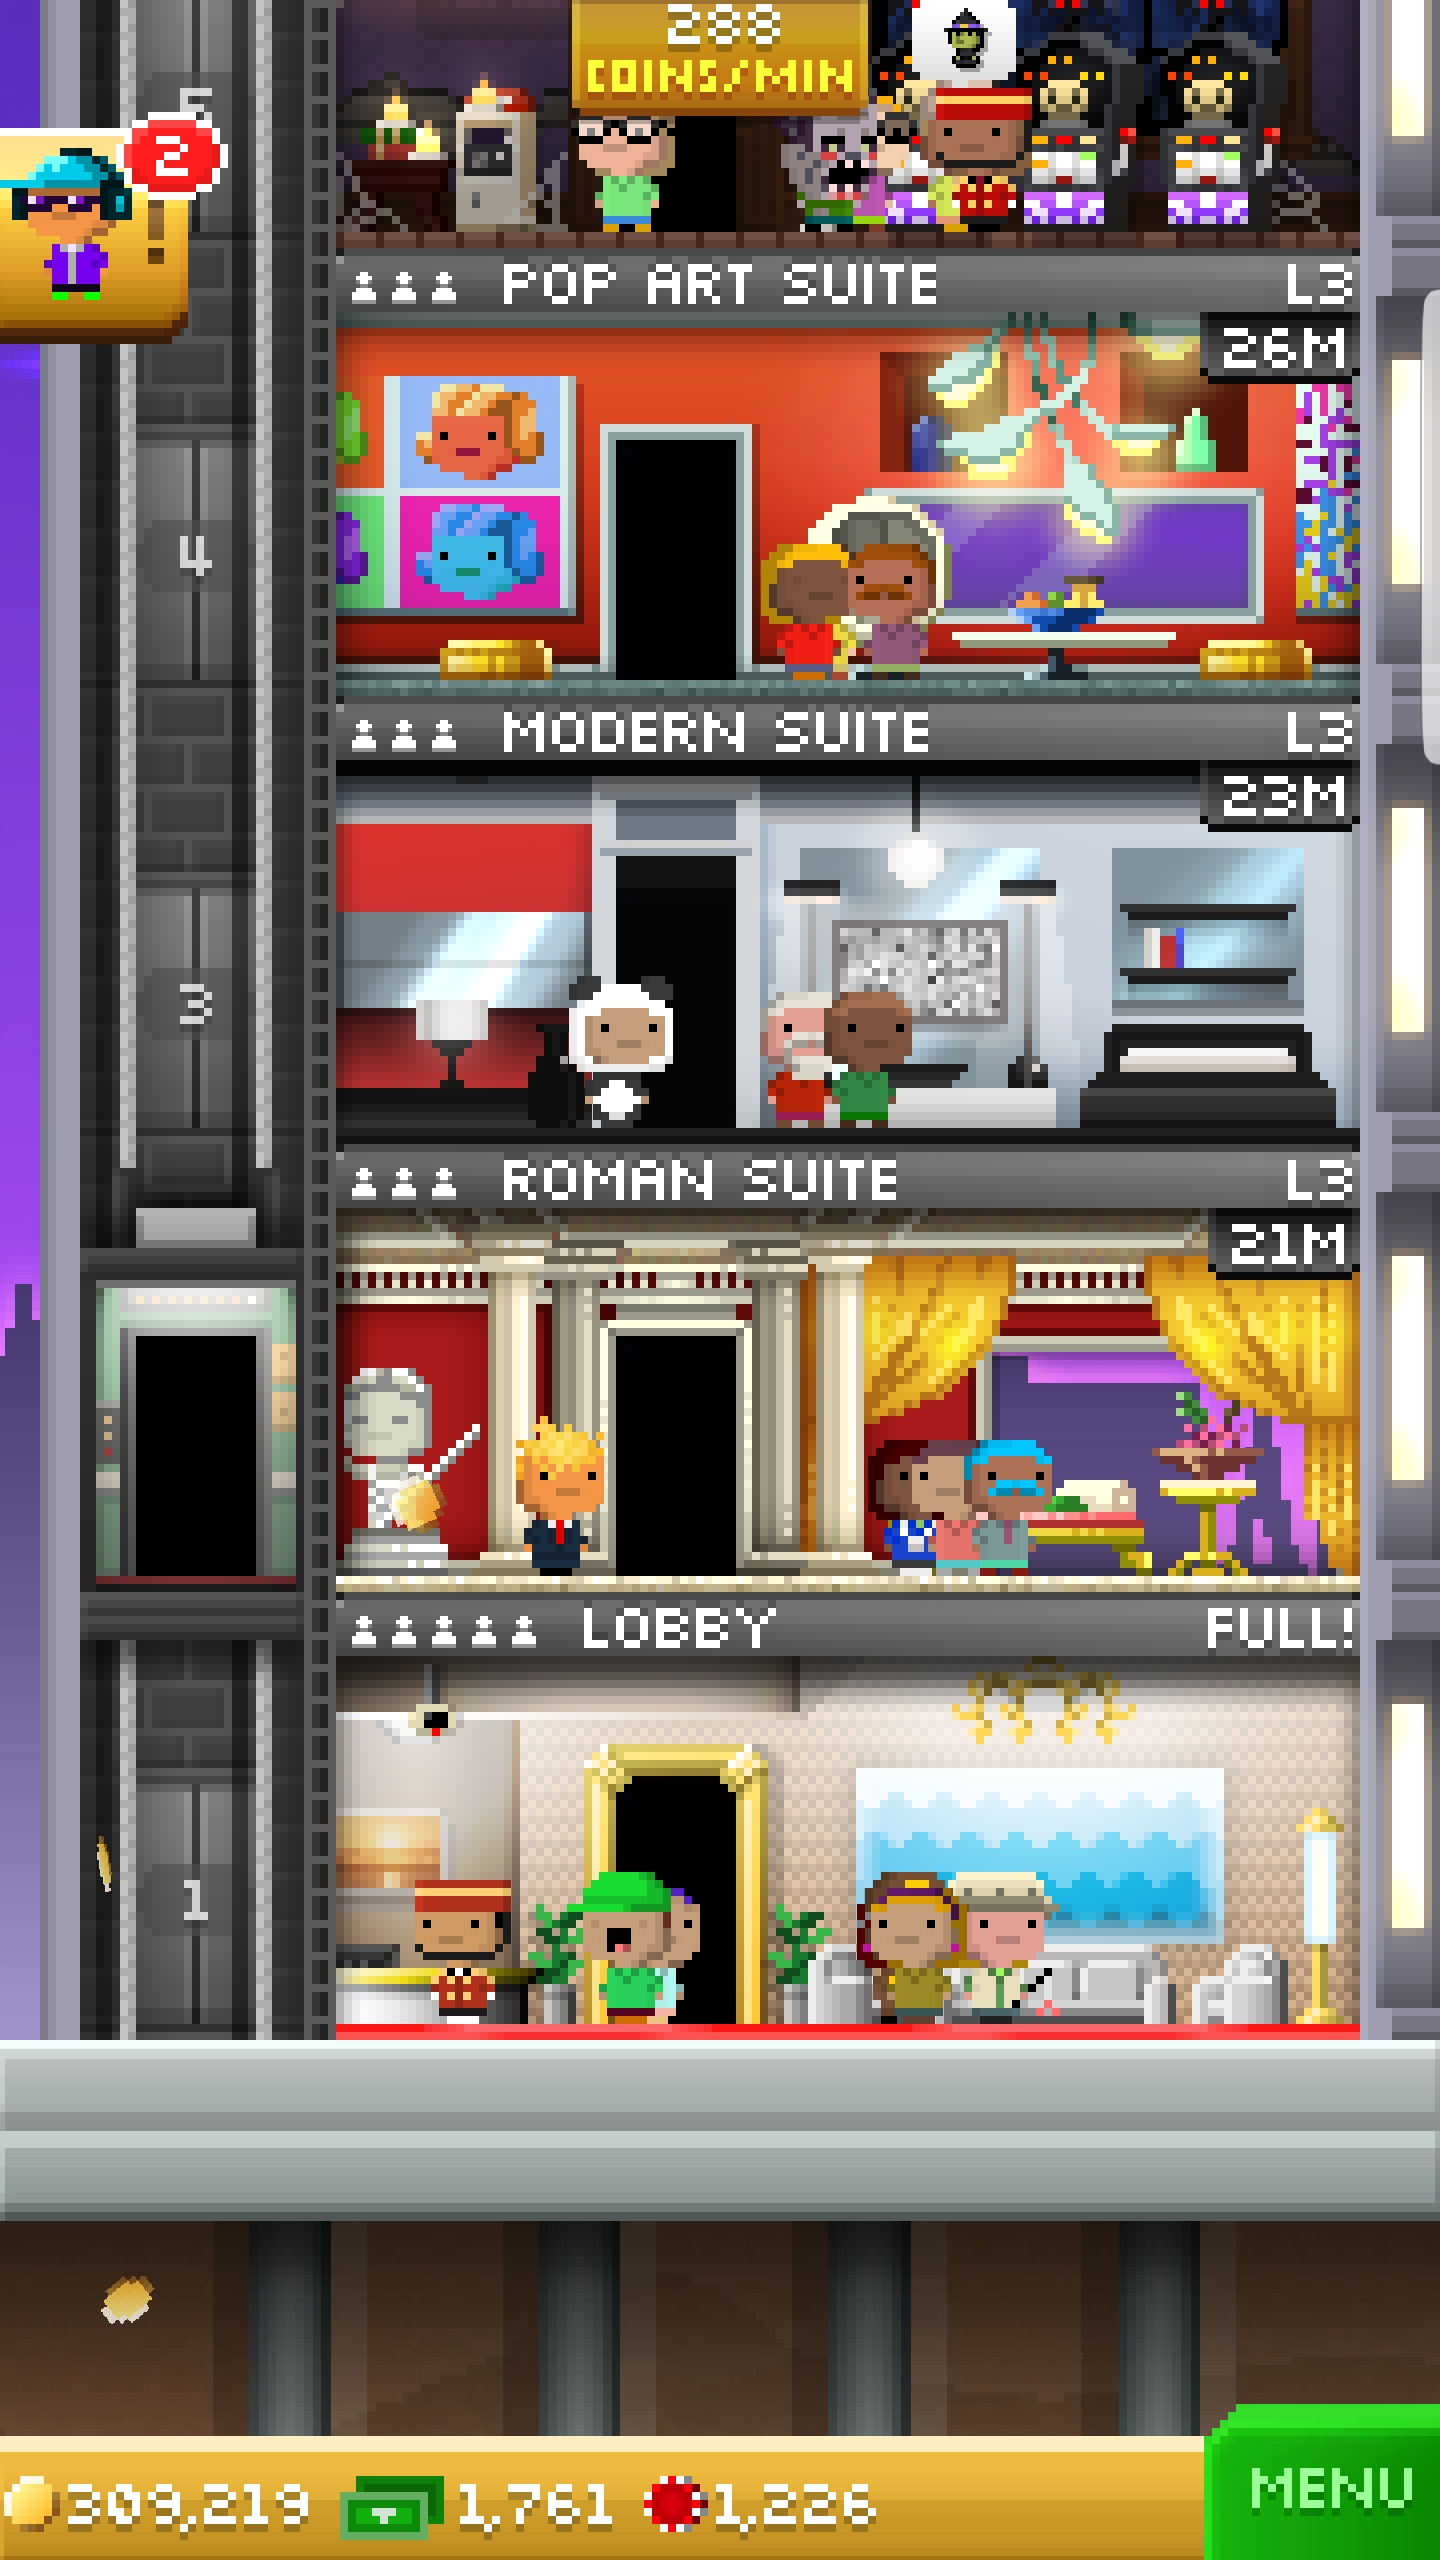 288
COINS/MIN
5
2
!
POP ART SUITE L3
26M
4
MODERN SUITE L3
23M
3
ROMAN SUITE L3
21M
LOBBY FULL!
1
309,219 1,761 1,226
MENU